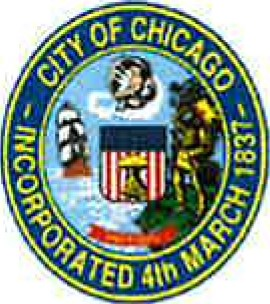 CITY OF CHICAGO
INCORPORATED 4th MARCH 1837